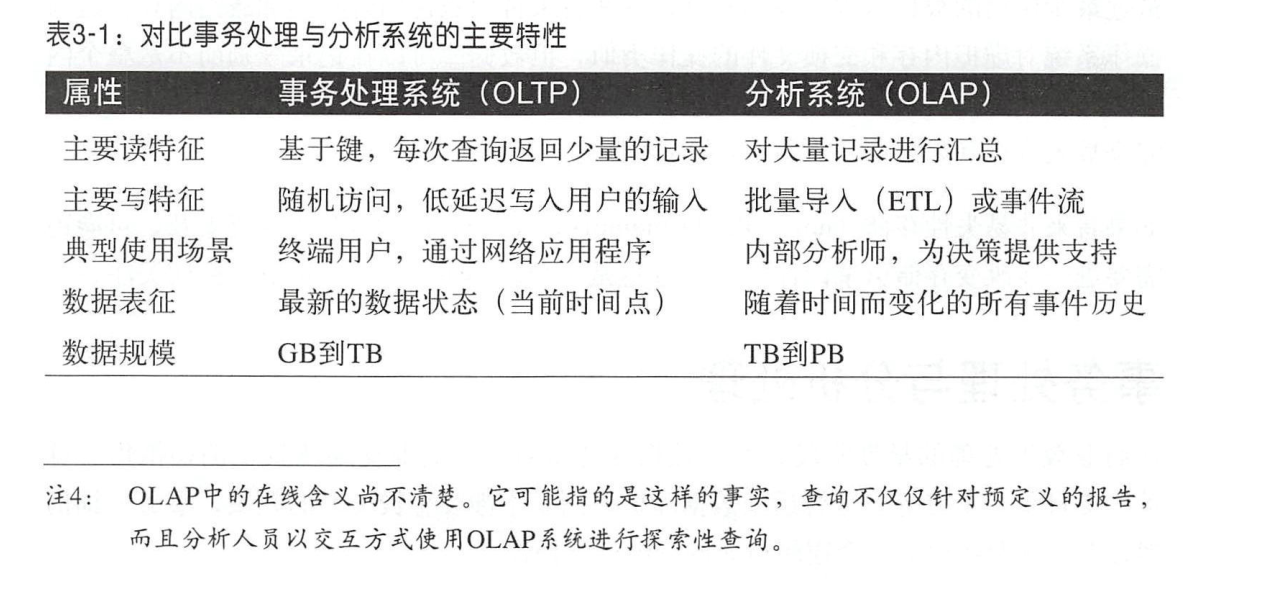 表3-1：对比事务处理与分析系统的主要特性
属性 事务处理系统（OLTP） 分析系统（OLAP）
主要读特征 基于键，每次查询返回少量的记录 对大量记录进行汇总
主要写特征 随机访问，低延迟写入用户的输入 批量导入（ETL）或事件流
典型使用场景 终端用户，通过网络应用程序 内部分析师，为决策提供支持
数据表征 最新的数据状态（当前时间点） 随着时间而变化的所有事件历史
数据规模 GB到TB TB到PB
注4： OLAP中的在线含义尚不清楚。它可能指的是这样的事实，查询不仅仅针对预定义的报告，
而且分析人员以交互方式使用OLAP系统进行探索性查询。